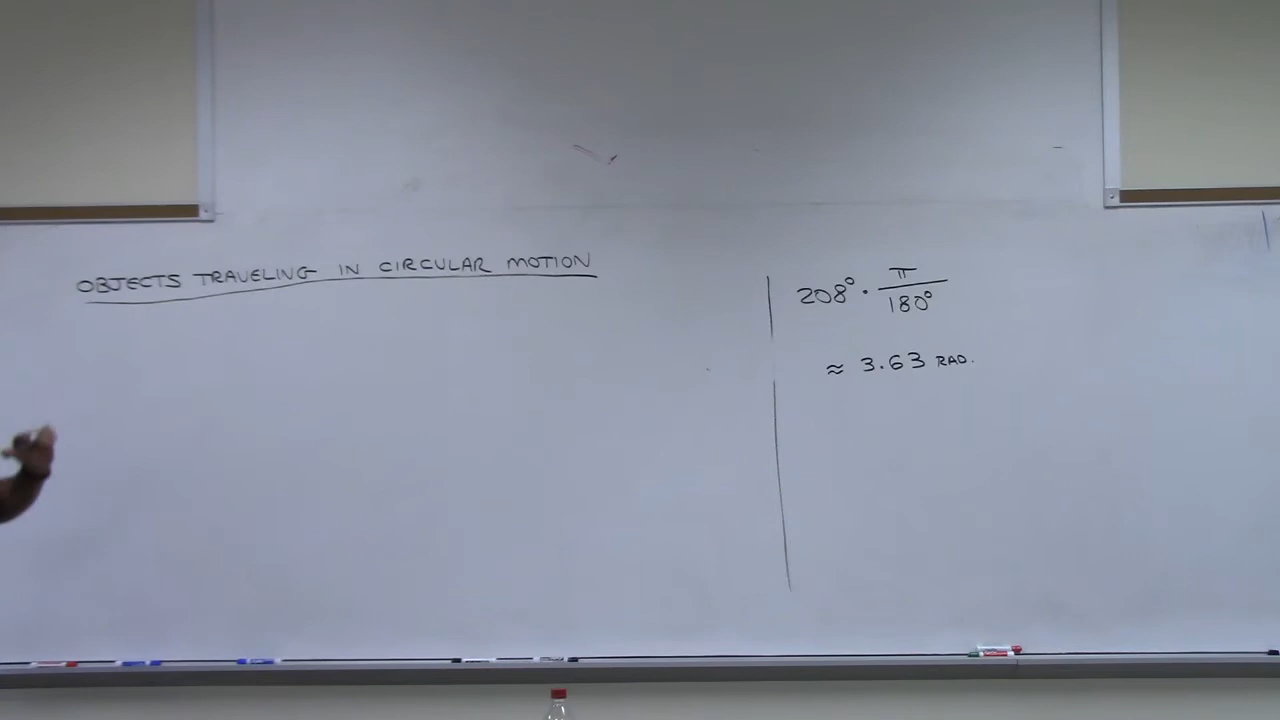 OBJECTS TRAVELING IN CIRCULAR MOTION
208° · π/180°
≈ 3.63 RAD.